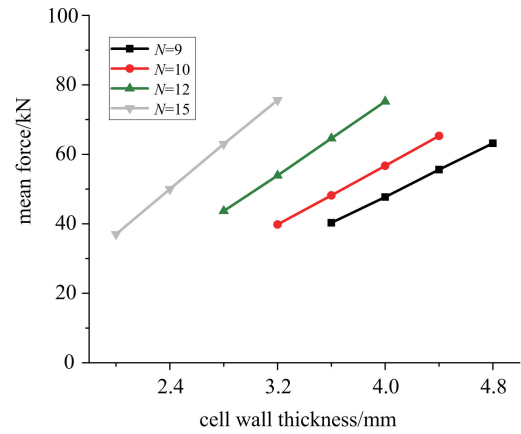 100
80
60
40
20
0
mean force/kN
N=9
N=10
N=12
N=15
2.4 3.2 4.0 4.8
cell wall thickness/mm